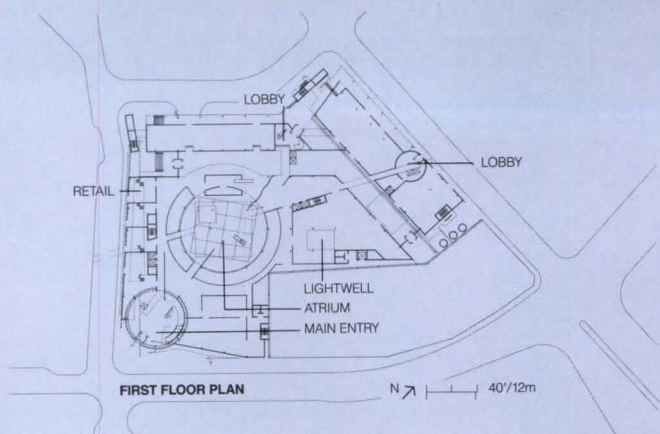 LOBBY
LOBBY
RETAIL
LIGHTWELL
ATRIUM
MAIN ENTRY
FIRST FLOOR PLAN
N
40'/12m